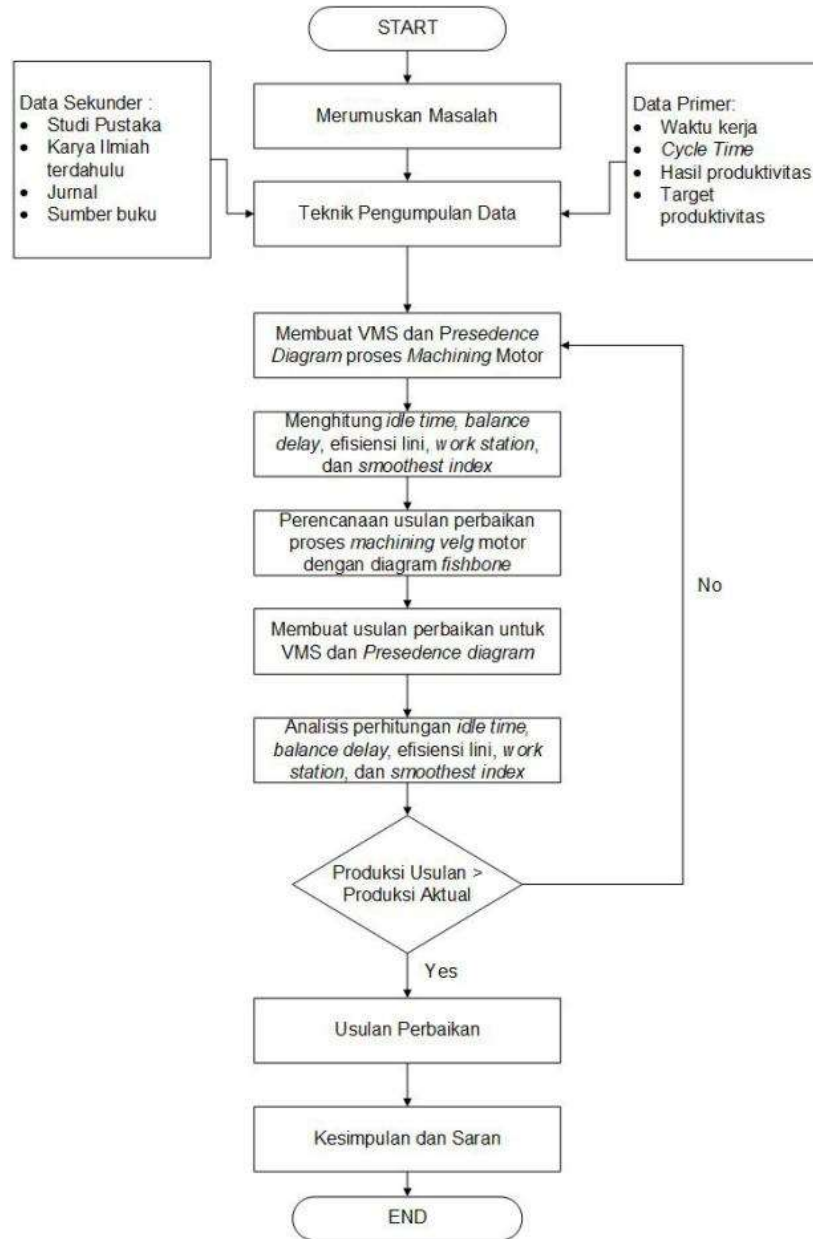 START
Merumuskan Masalah
Data Sekunder :
• Studi Pustaka
• Karya Ilmiah
terdahulu
• Jurnal
• Sumber buku
Data Primer:
• Waktu kerja
• Cycle Time
• Hasil produktivitas
• Target
produktivitas
Teknik Pengumpulan Data
Membuat VMS dan Presedence
Diagram proses Machining Motor
Menghitung idle time, balance
delay, efisiensi lini, work station,
dan smoothest index
Perencanaan usulan perbaikan
proses machining velg motor
dengan diagram fishbone
No
Membuat usulan perbaikan untuk
VMS dan Presedence diagram
Analisis perhitungan idle time,
balance delay, efisiensi lini, work
station, dan smoothest index
Produksi Usulan >
Produksi Aktual
Yes
Usulan Perbaikan
Kesimpulan dan Saran
END